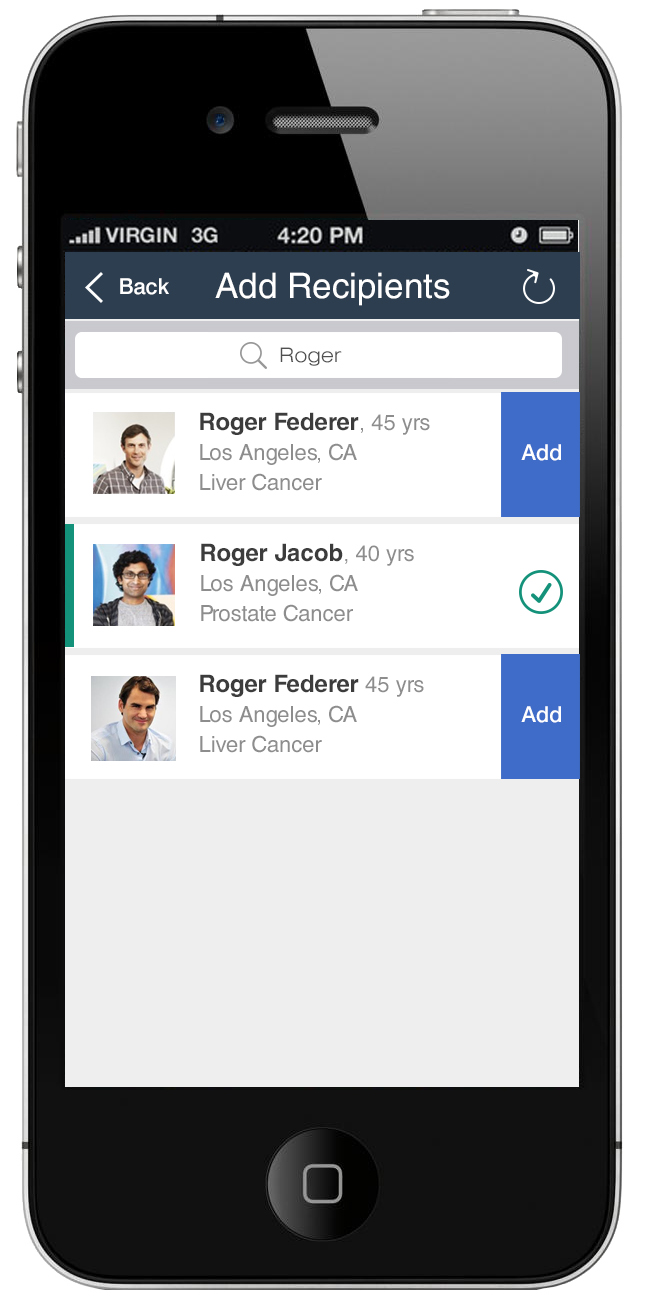 VIRGIN 3G 4:20 PM
Back Add Recipients
Roger
Roger Federer, 45 yrs
Los Angeles, CA
Liver Cancer
Add
Roger Jacob, 40 yrs
Los Angeles, CA
Prostate Cancer
Roger Federer 45 yrs
Los Angeles, CA
Liver Cancer
Add